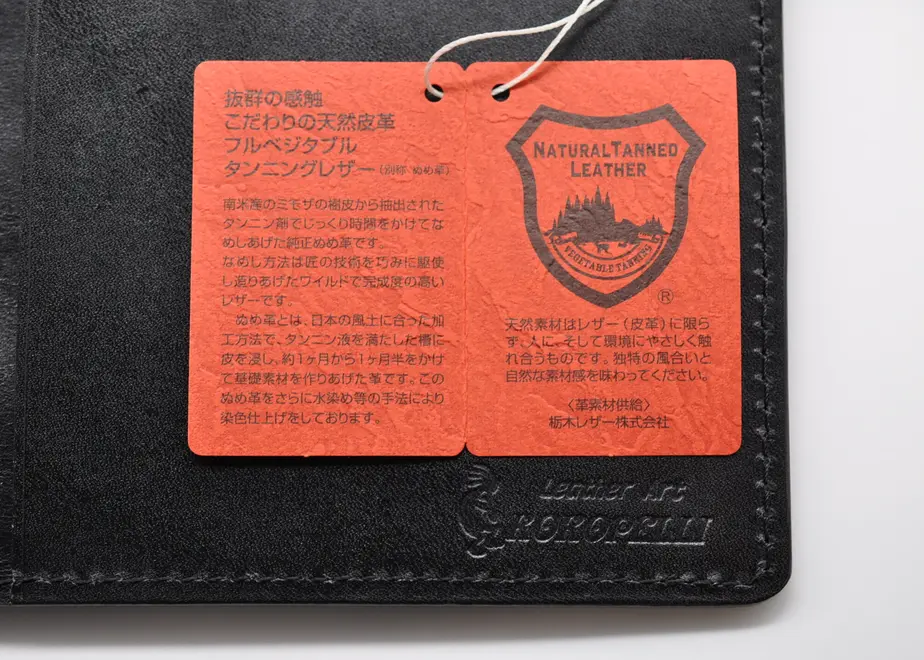 抜群の感触
こだわりの天然皮革
フルベジタブル
タンニングレザー（別称 ぬめ革）
南米産のミモザの樹皮から抽出された
タンニン剤でじっくり時間をかけてな
めしあげた純正ぬめ革です。
なめし方法は匠の技術を巧みに駆使
し造りあげたワイルドで完成度の高い
レザーです。
ぬめ革とは、日本の風土に合った加
工方法で、タンニン液を満たした槽に
皮を浸し、約1ヶ月から1ヶ月半をかけ
て基礎素材を作りあげた革です。この
ぬめ革をさらに水染め等の手法により
染色仕上げをしております。
NATURALTANNED
LEATHER
VEGETABLE TANNING
®
天然素材はレザー（皮革）に限ら
ず、人に、そして環境にやさしく触
れ合うものです。独特の風合いと
自然な素材感を味わってください。
〈革素材供給〉
栃木レザー株式会社
Leather Art
KOKOPELLI